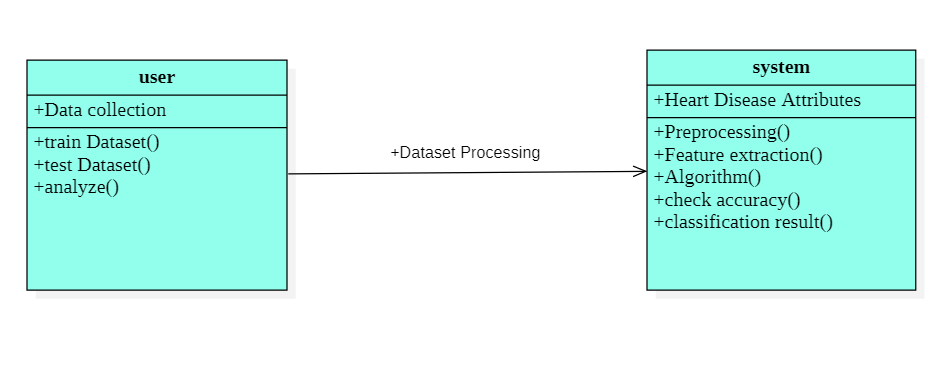 user
+Data collection
+train Dataset()
+test Dataset()
+analyze()
+Dataset Processing
system
+Heart Disease Attributes
+Preprocessing()
+Feature extraction()
+Algorithm()
+check accuracy()
+classification result()